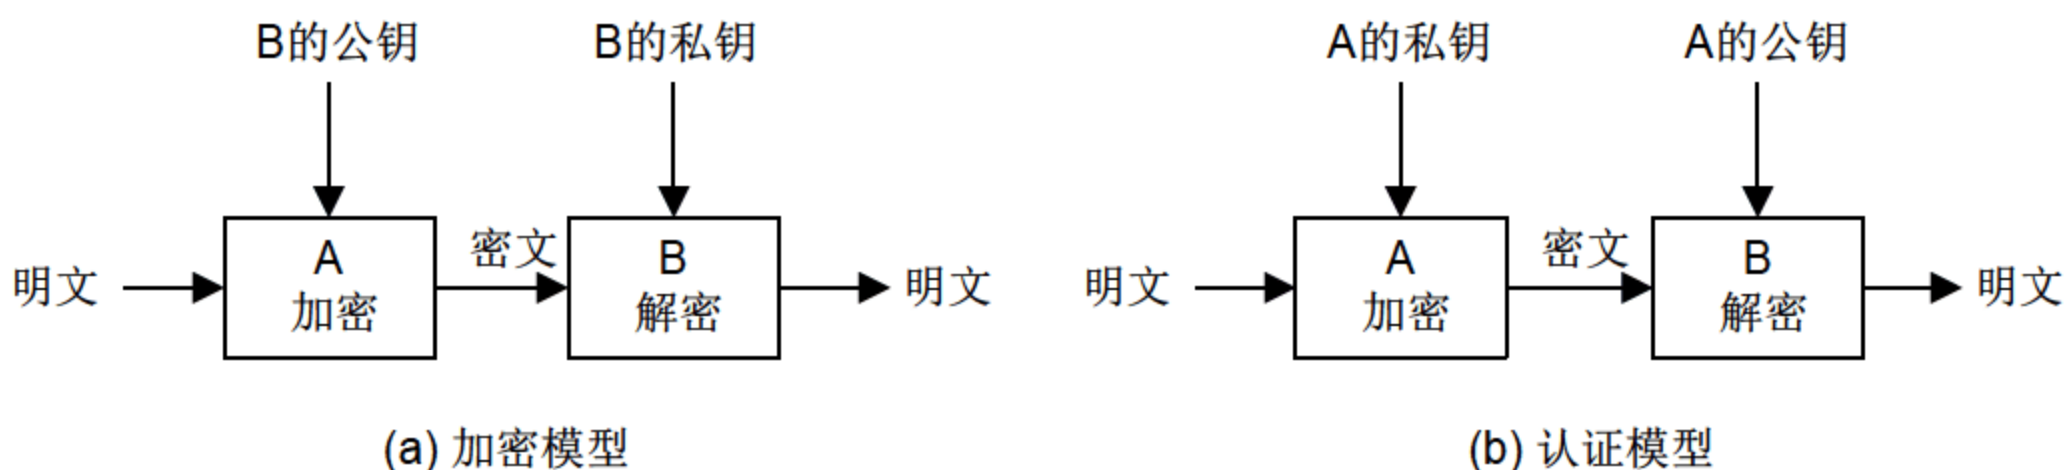 B的公钥
B的私钥
明文
A
加密
密文
B
解密
明文
(a) 加密模型
A的私钥
A的公钥
明文
A
加密
密文
B
解密
明文
(b) 认证模型